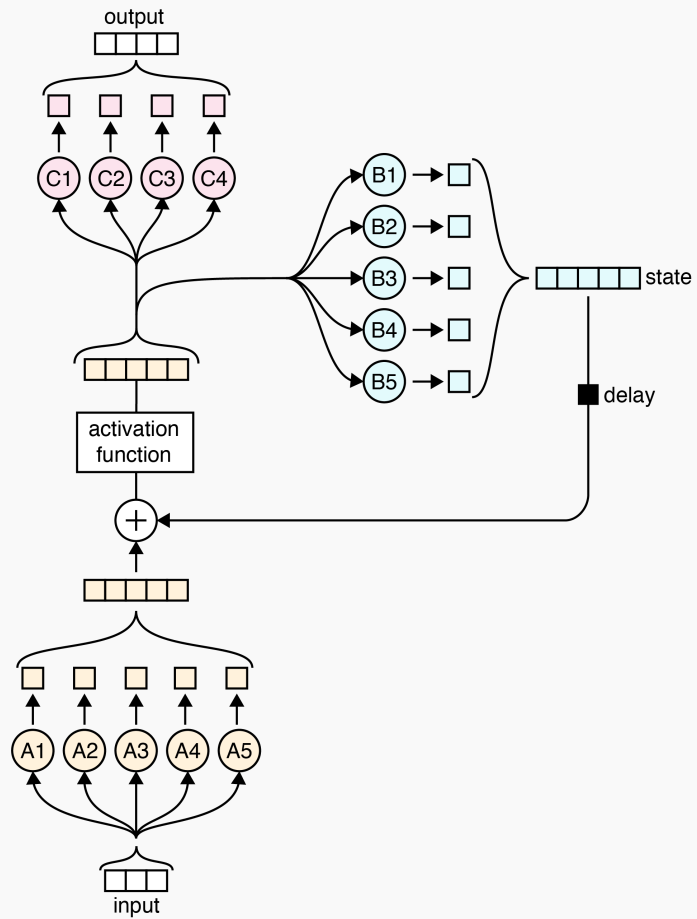 output
C1 C2 C3 C4
B1
B2
B3
B4
B5
state
delay
activation
function
+
A1 A2 A3 A4 A5
input